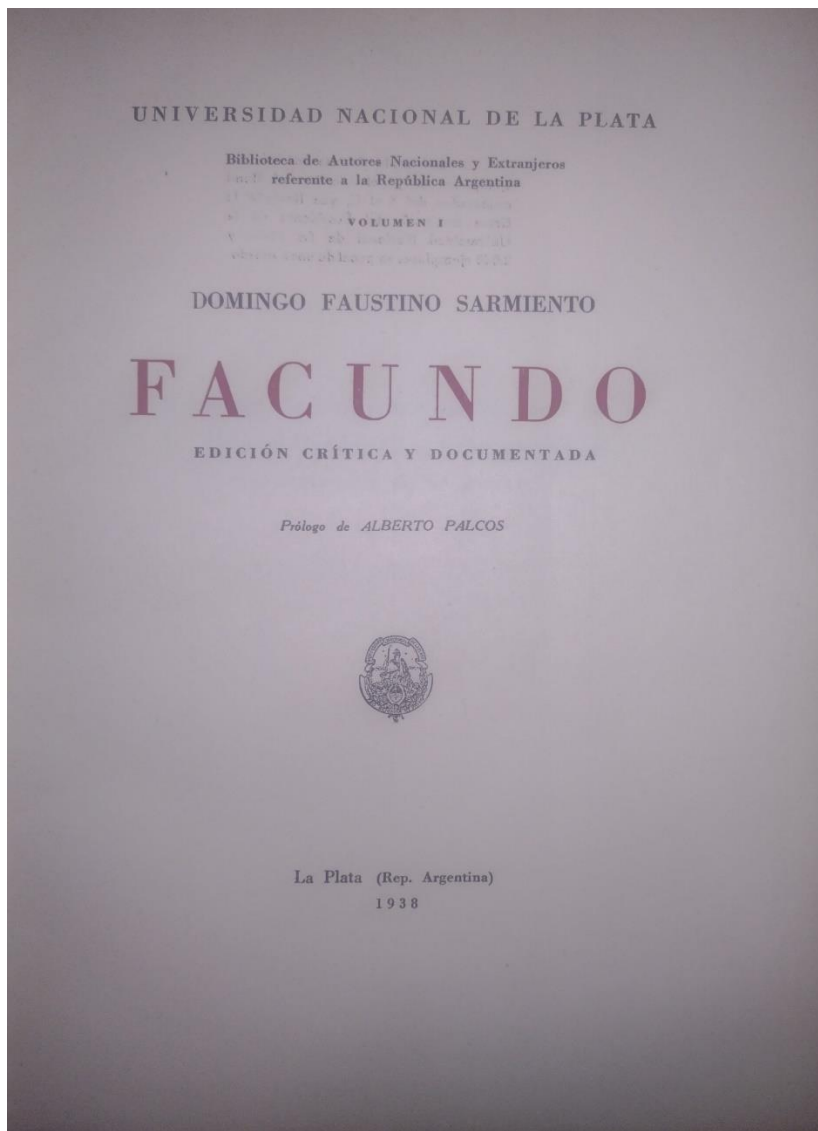 UNIVERSIDAD NACIONAL DE LA PLATA
Biblioteca de Autores Nacionales y Extranjeros
referente a la República Argentina
VOLUMEN I
DOMINGO FAUSTINO SARMIENTO
FACUNDO
EDICIÓN CRÍTICA Y DOCUMENTADA
Prólogo de ALBERTO PALCOS
La Plata (Rep. Argentina)
1938